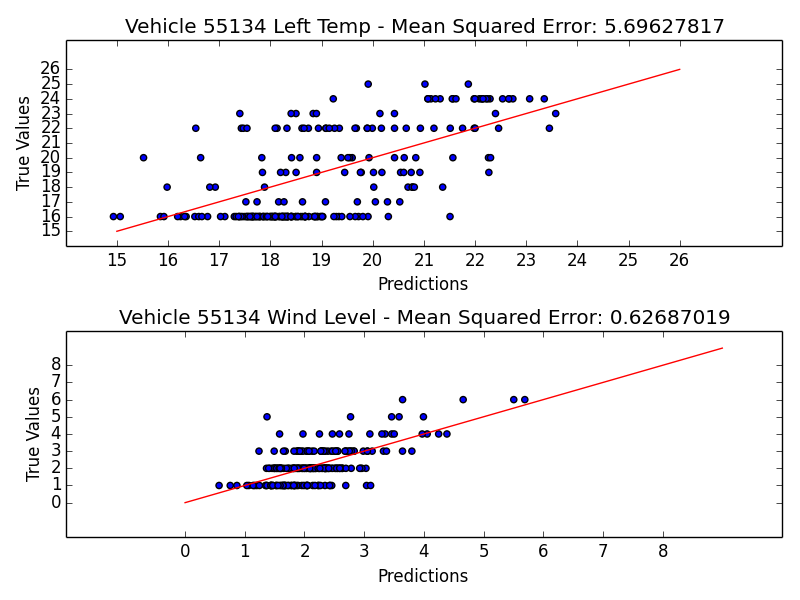 Vehicle 55134 Left Temp - Mean Squared Error: 5.69627817
True Values
26
25
24
23
22
21
20
19
18
17
16
15
15 16 17 18 19 20 21 22 23 24 25 26
Predictions
Vehicle 55134 Wind Level - Mean Squared Error: 0.62687019
True Values
8
7
6
5
4
3
2
1
0
0 1 2 3 4 5 6 7 8
Predictions